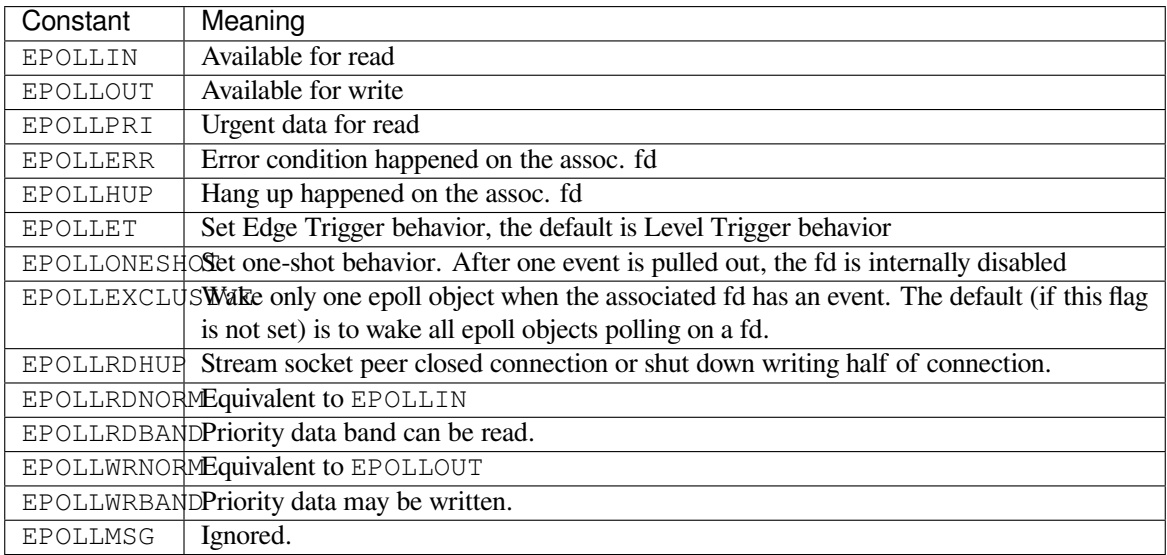 Constant Meaning
EPOLLIN Available for read
EPOLLOUT Available for write
EPOLLPRI Urgent data for read
EPOLLERR Error condition happened on the assoc. fd
EPOLLHUP Hang up happened on the assoc. fd
EPOLLET Set Edge Trigger behavior, the default is Level Trigger behavior
EPOLLONESHOT Set one-shot behavior. After one event is pulled out, the fd is internally disabled
EPOLLEXCLUSIVE Wake only one epoll object when the associated fd has an event. The default (if this flag
is not set) is to wake all epoll objects polling on a fd.
EPOLLRDHUP Stream socket peer closed connection or shut down writing half of connection.
EPOLLRDNORM Equivalent to EPOLLIN
EPOLLRDBAND Priority data band can be read.
EPOLLWRNORM Equivalent to EPOLLOUT
EPOLLWRBAND Priority data may be written.
EPOLLMSG Ignored.